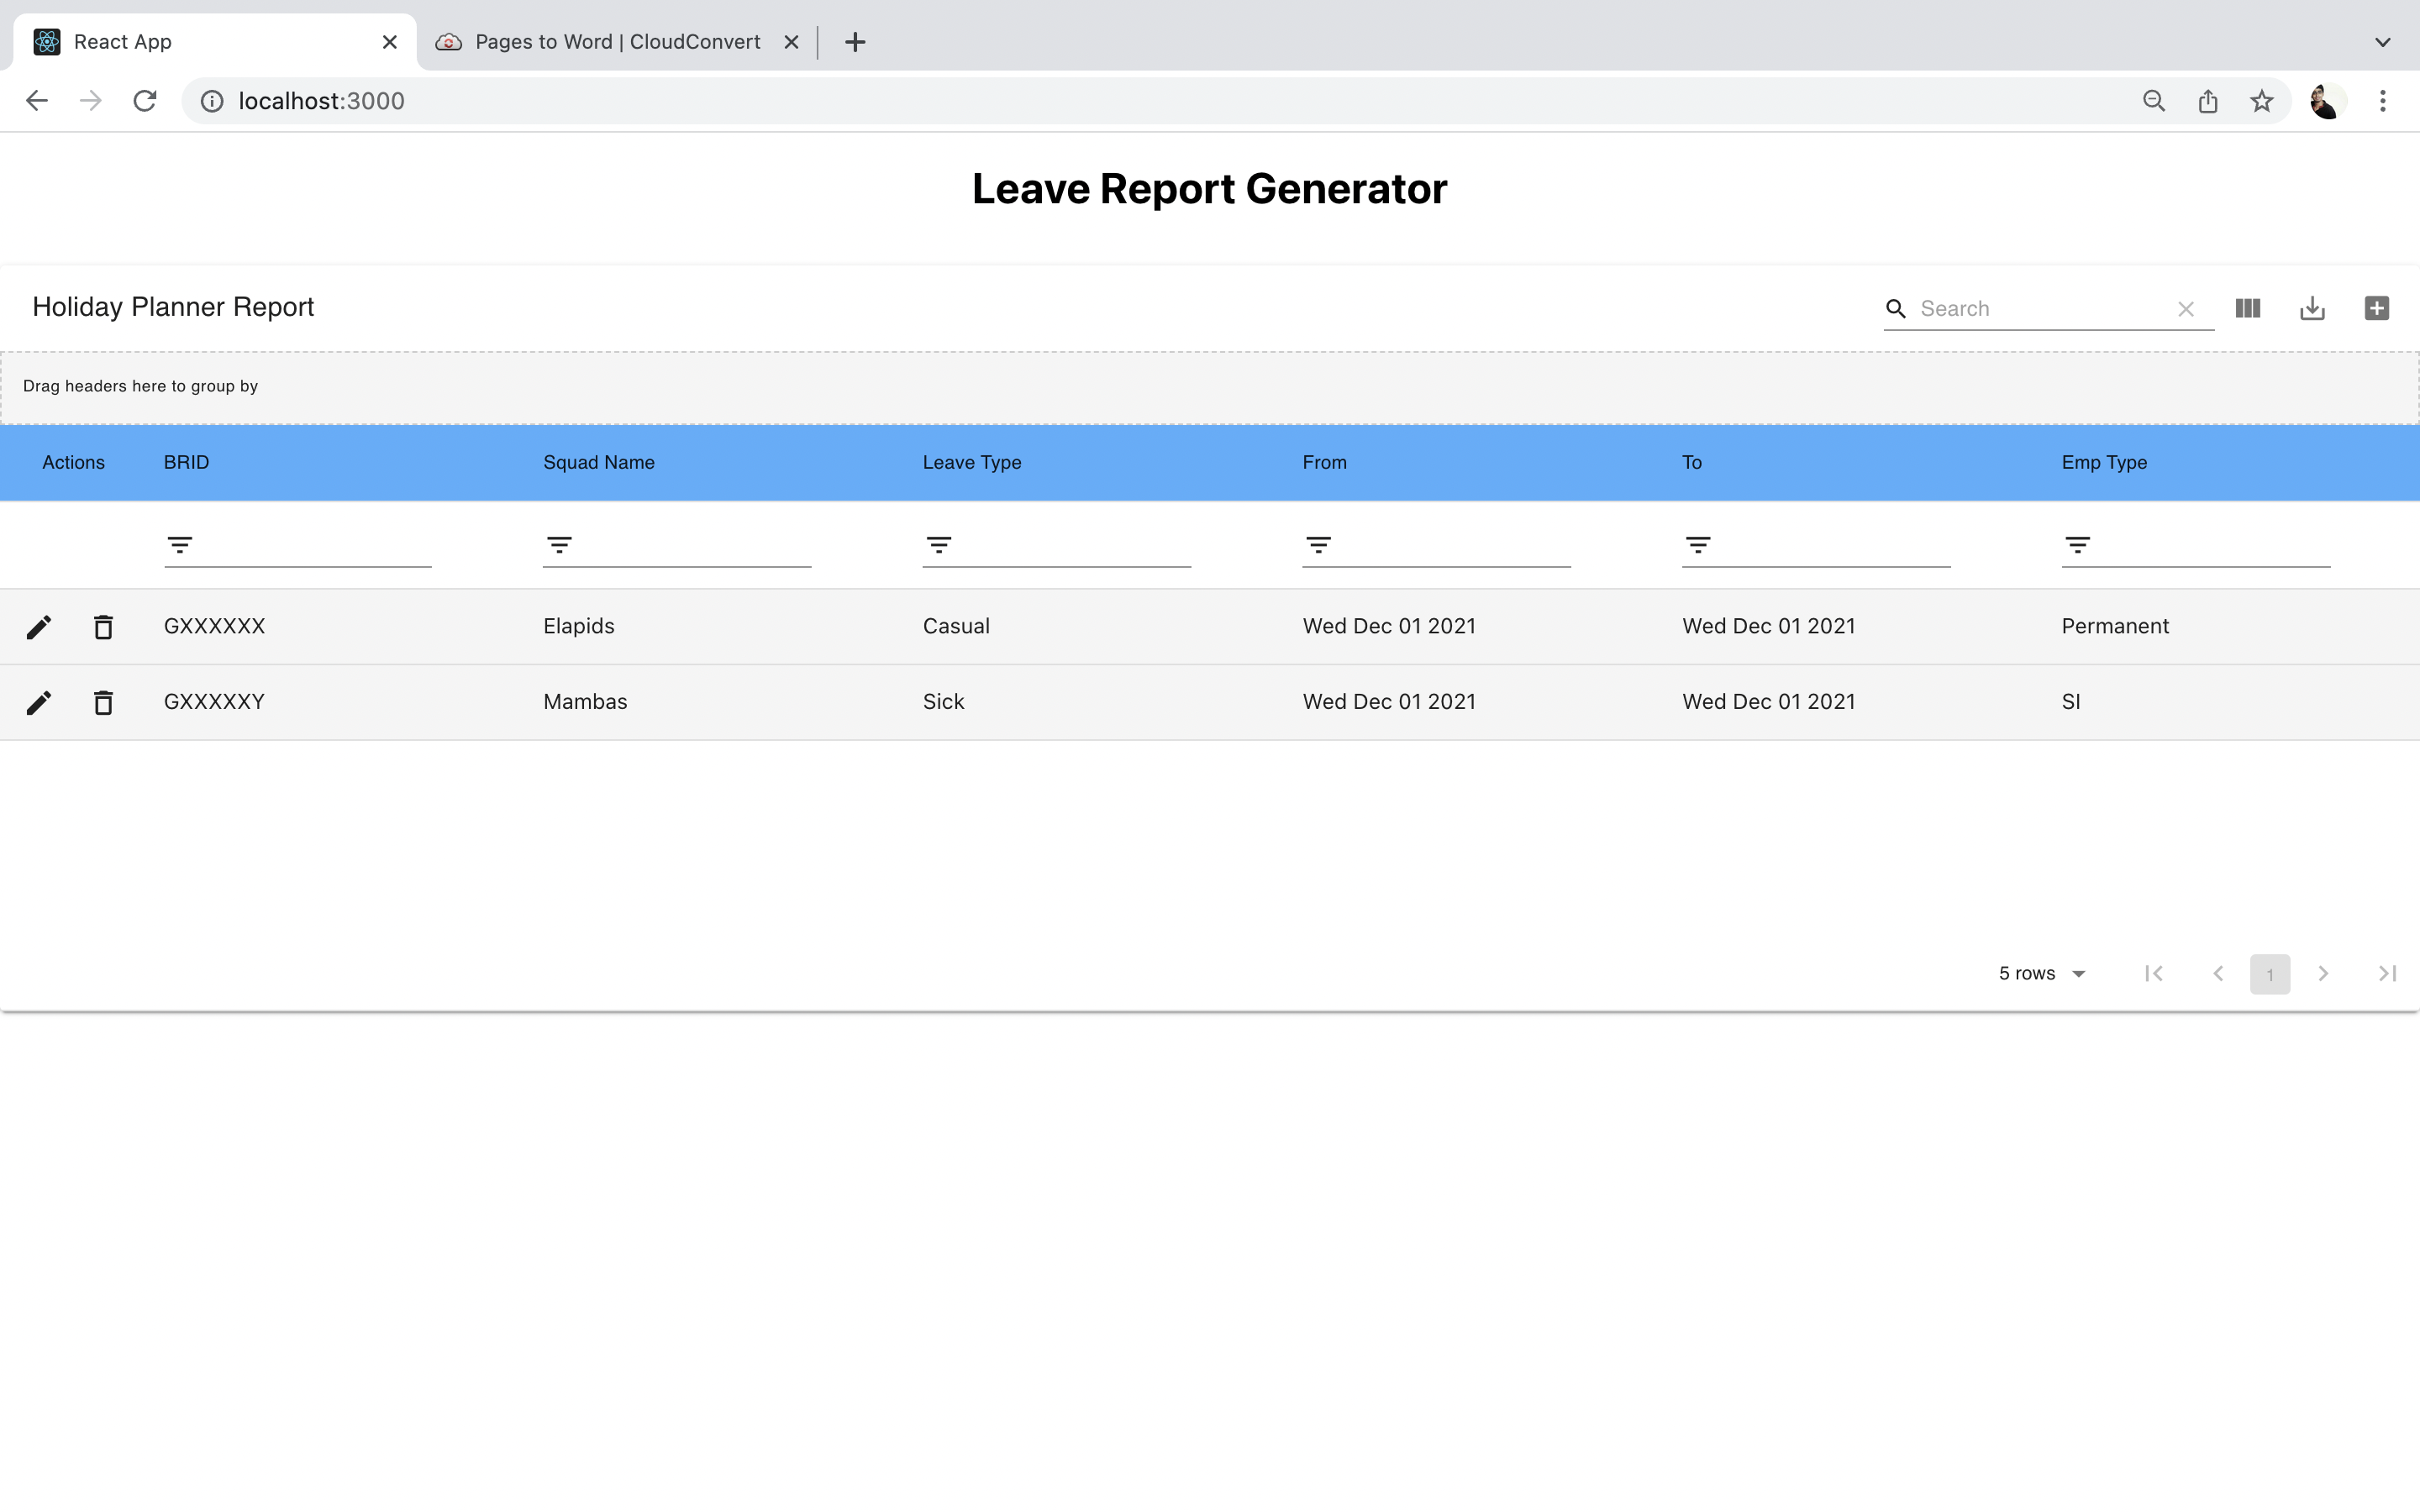 React App
Pages to Word | CloudConvert
localhost:3000
Leave Report Generator
Holiday Planner Report
Search
Drag headers here to group by
Actions BRID Squad Name Leave Type From To Emp Type
GXXXXXX Elapids Casual Wed Dec 01 2021 Wed Dec 01 2021 Permanent
GXXXXXY Mambas Sick Wed Dec 01 2021 Wed Dec 01 2021 SI
5 rows 1